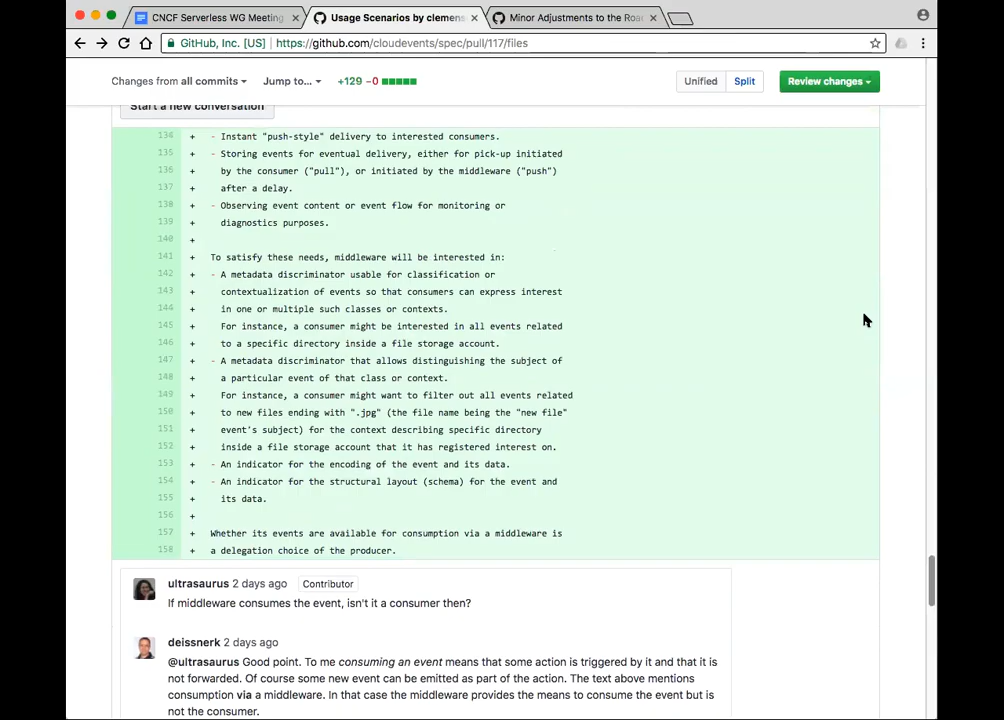 CNCF Serverless WG Meeting
Usage Scenarios by clemens
Minor Adjustments to the Roa
GitHub, Inc. [US] | https://github.com/cloudevents/spec/pull/117/files
Changes from all commits Jump to... +129 −0 Unified Split Review changes
Start a new conversation
134 + - Instant "push-style" delivery to interested consumers.
135 + - Storing events for eventual delivery, either for pick-up initiated
136 + by the consumer ("pull"), or initiated by the middleware ("push")
137 + after a delay.
138 + - Observing event content or event flow for monitoring or
139 + diagnostics purposes.
140 +
141 + To satisfy these needs, middleware will be interested in:
142 + - A metadata discriminator usable for classification or
143 + contextualization of events so that consumers can express interest
144 + in one or multiple such classes or contexts.
145 + For instance, a consumer might be interested in all events related
146 + to a specific directory inside a file storage account.
147 + - A metadata discriminator that allows distinguishing the subject of
148 + a particular event of that class or context.
149 + For instance, a consumer might want to filter out all events related
150 + to new files ending with ".jpg" (the file name being the "new file"
151 + event's subject) for the context describing specific directory
152 + inside a file storage account that it has registered interest on.
153 + - An indicator for the encoding of the event and its data.
154 + - An indicator for the structural layout (schema) for the event and
155 + its data.
156 +
157 + Whether its events are available for consumption via a middleware is
158 + a delegation choice of the producer.
ultrasaurus 2 days ago Contributor
If middleware consumes the event, isn't it a consumer then?
deissnerk 2 days ago
@ultrasaurus Good point. To me consuming an event means that some action is triggered by it and that it is
not forwarded. Of course some new event can be emitted as part of the action. The text above mentions
consumption via a middleware. In that case the middleware provides the means to consume the event but is
not the consumer.